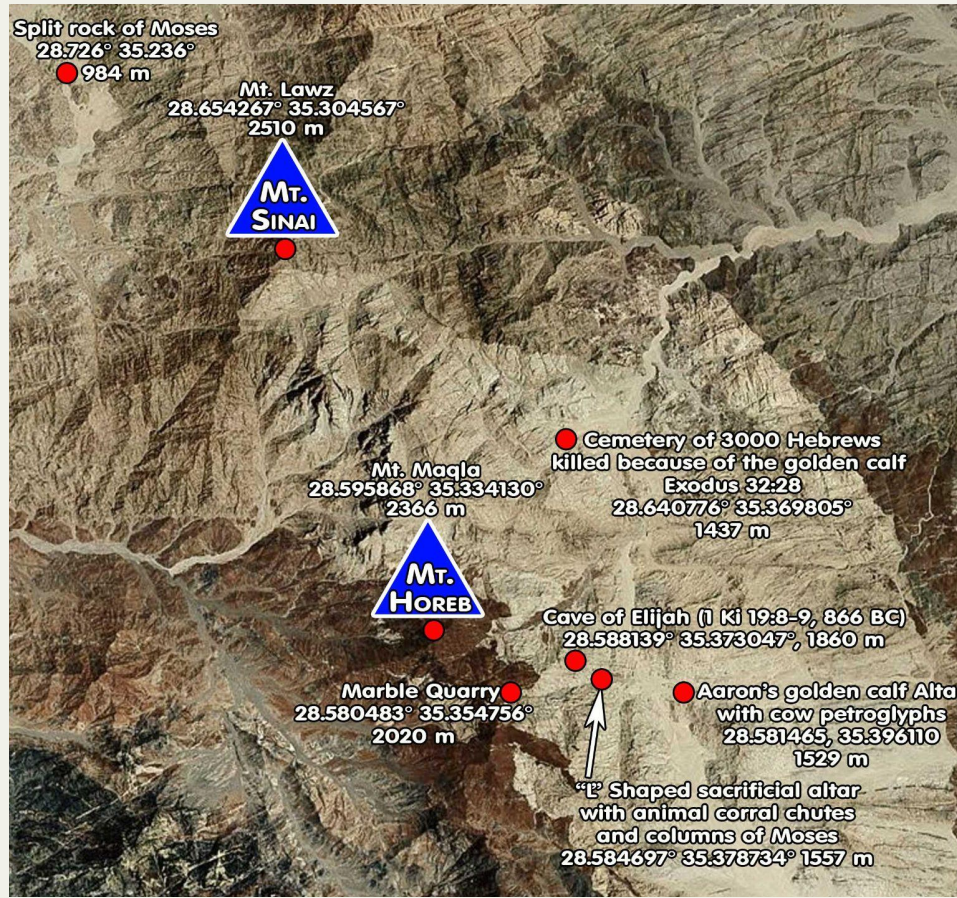 Split rock of Moses
28.726° 35.236°
984 m
Mt. Lawz
28.654267° 35.304567°
2510 m
MT.
SINAI
Cemetery of 3000 Hebrews
killed because of the golden calf
Exodus 32:28
28.640776° 35.369805°
1437 m
Mt. Maqla
28.595868° 35.334130°
2366 m
MT.
HOREB
Cave of Elijah (1 Ki 19:8-9, 866 BC)
28.588139° 35.373047°, 1860 m
Marble Quarry
28.580483° 35.354756°
2020 m
Aaron's golden calf Alta
with cow petroglyphs
28.581465, 35.396110
1529 m
“L” Shaped sacrificial altar
with animal corral chutes
and columns of Moses
28.584697° 35.378734° 1557 m